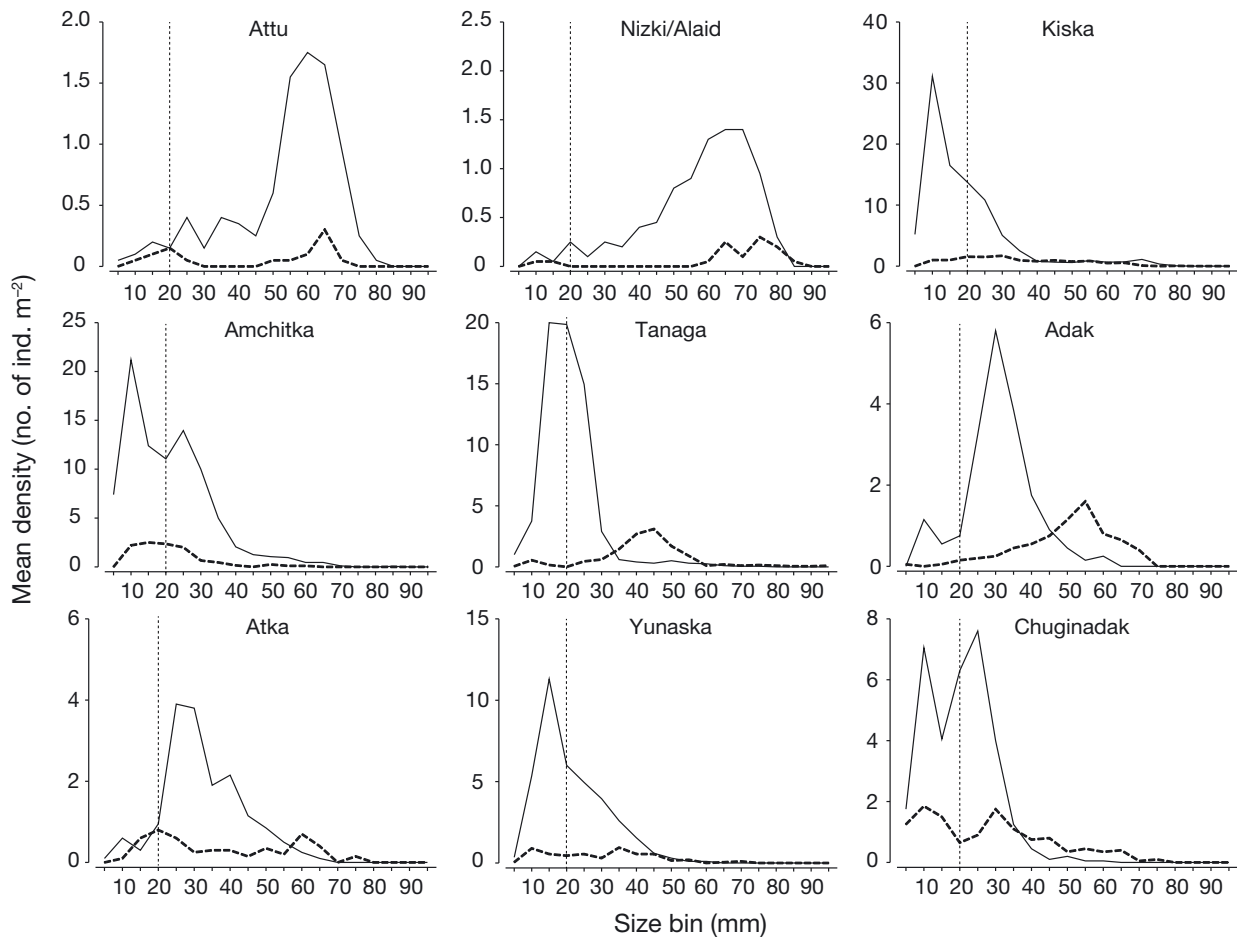 Mean density (no. of ind. m⁻²)
Attu
2.0
1.5
1.0
0.5
0
10 20 30 40 50 60 70 80 90
Nizki/Alaid
2.5
2.0
1.5
1.0
0.5
0
10 20 30 40 50 60 70 80 90
Kiska
40
30
20
10
0
10 20 30 40 50 60 70 80 90
Amchitka
25
20
15
10
5
0
10 20 30 40 50 60 70 80 90
Tanaga
20
15
10
5
0
10 20 30 40 50 60 70 80 90
Adak
6
4
2
0
10 20 30 40 50 60 70 80 90
Atka
6
4
2
0
10 20 30 40 50 60 70 80 90
Yunaska
15
10
5
0
10 20 30 40 50 60 70 80 90
Chuginadak
8
6
4
2
0
10 20 30 40 50 60 70 80 90
Size bin (mm)